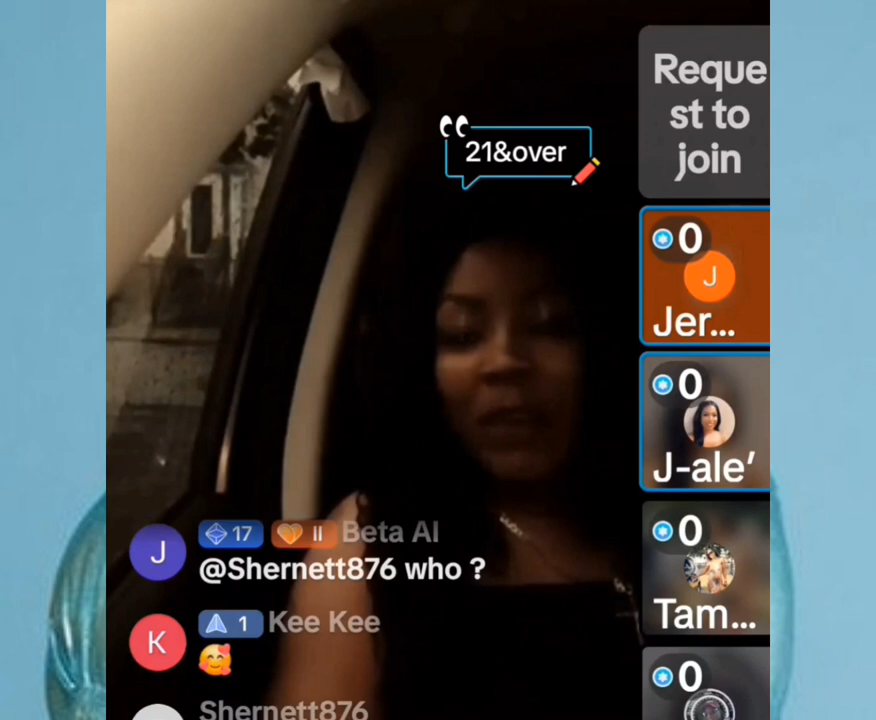 Reque
st to
join
21&over
0
J
Jer...
0
J-ale’
0
Tam...
0
J
17
II
Beta AI
@Shernett876 who ?
K
1
Kee Kee
🥰
Shernett876